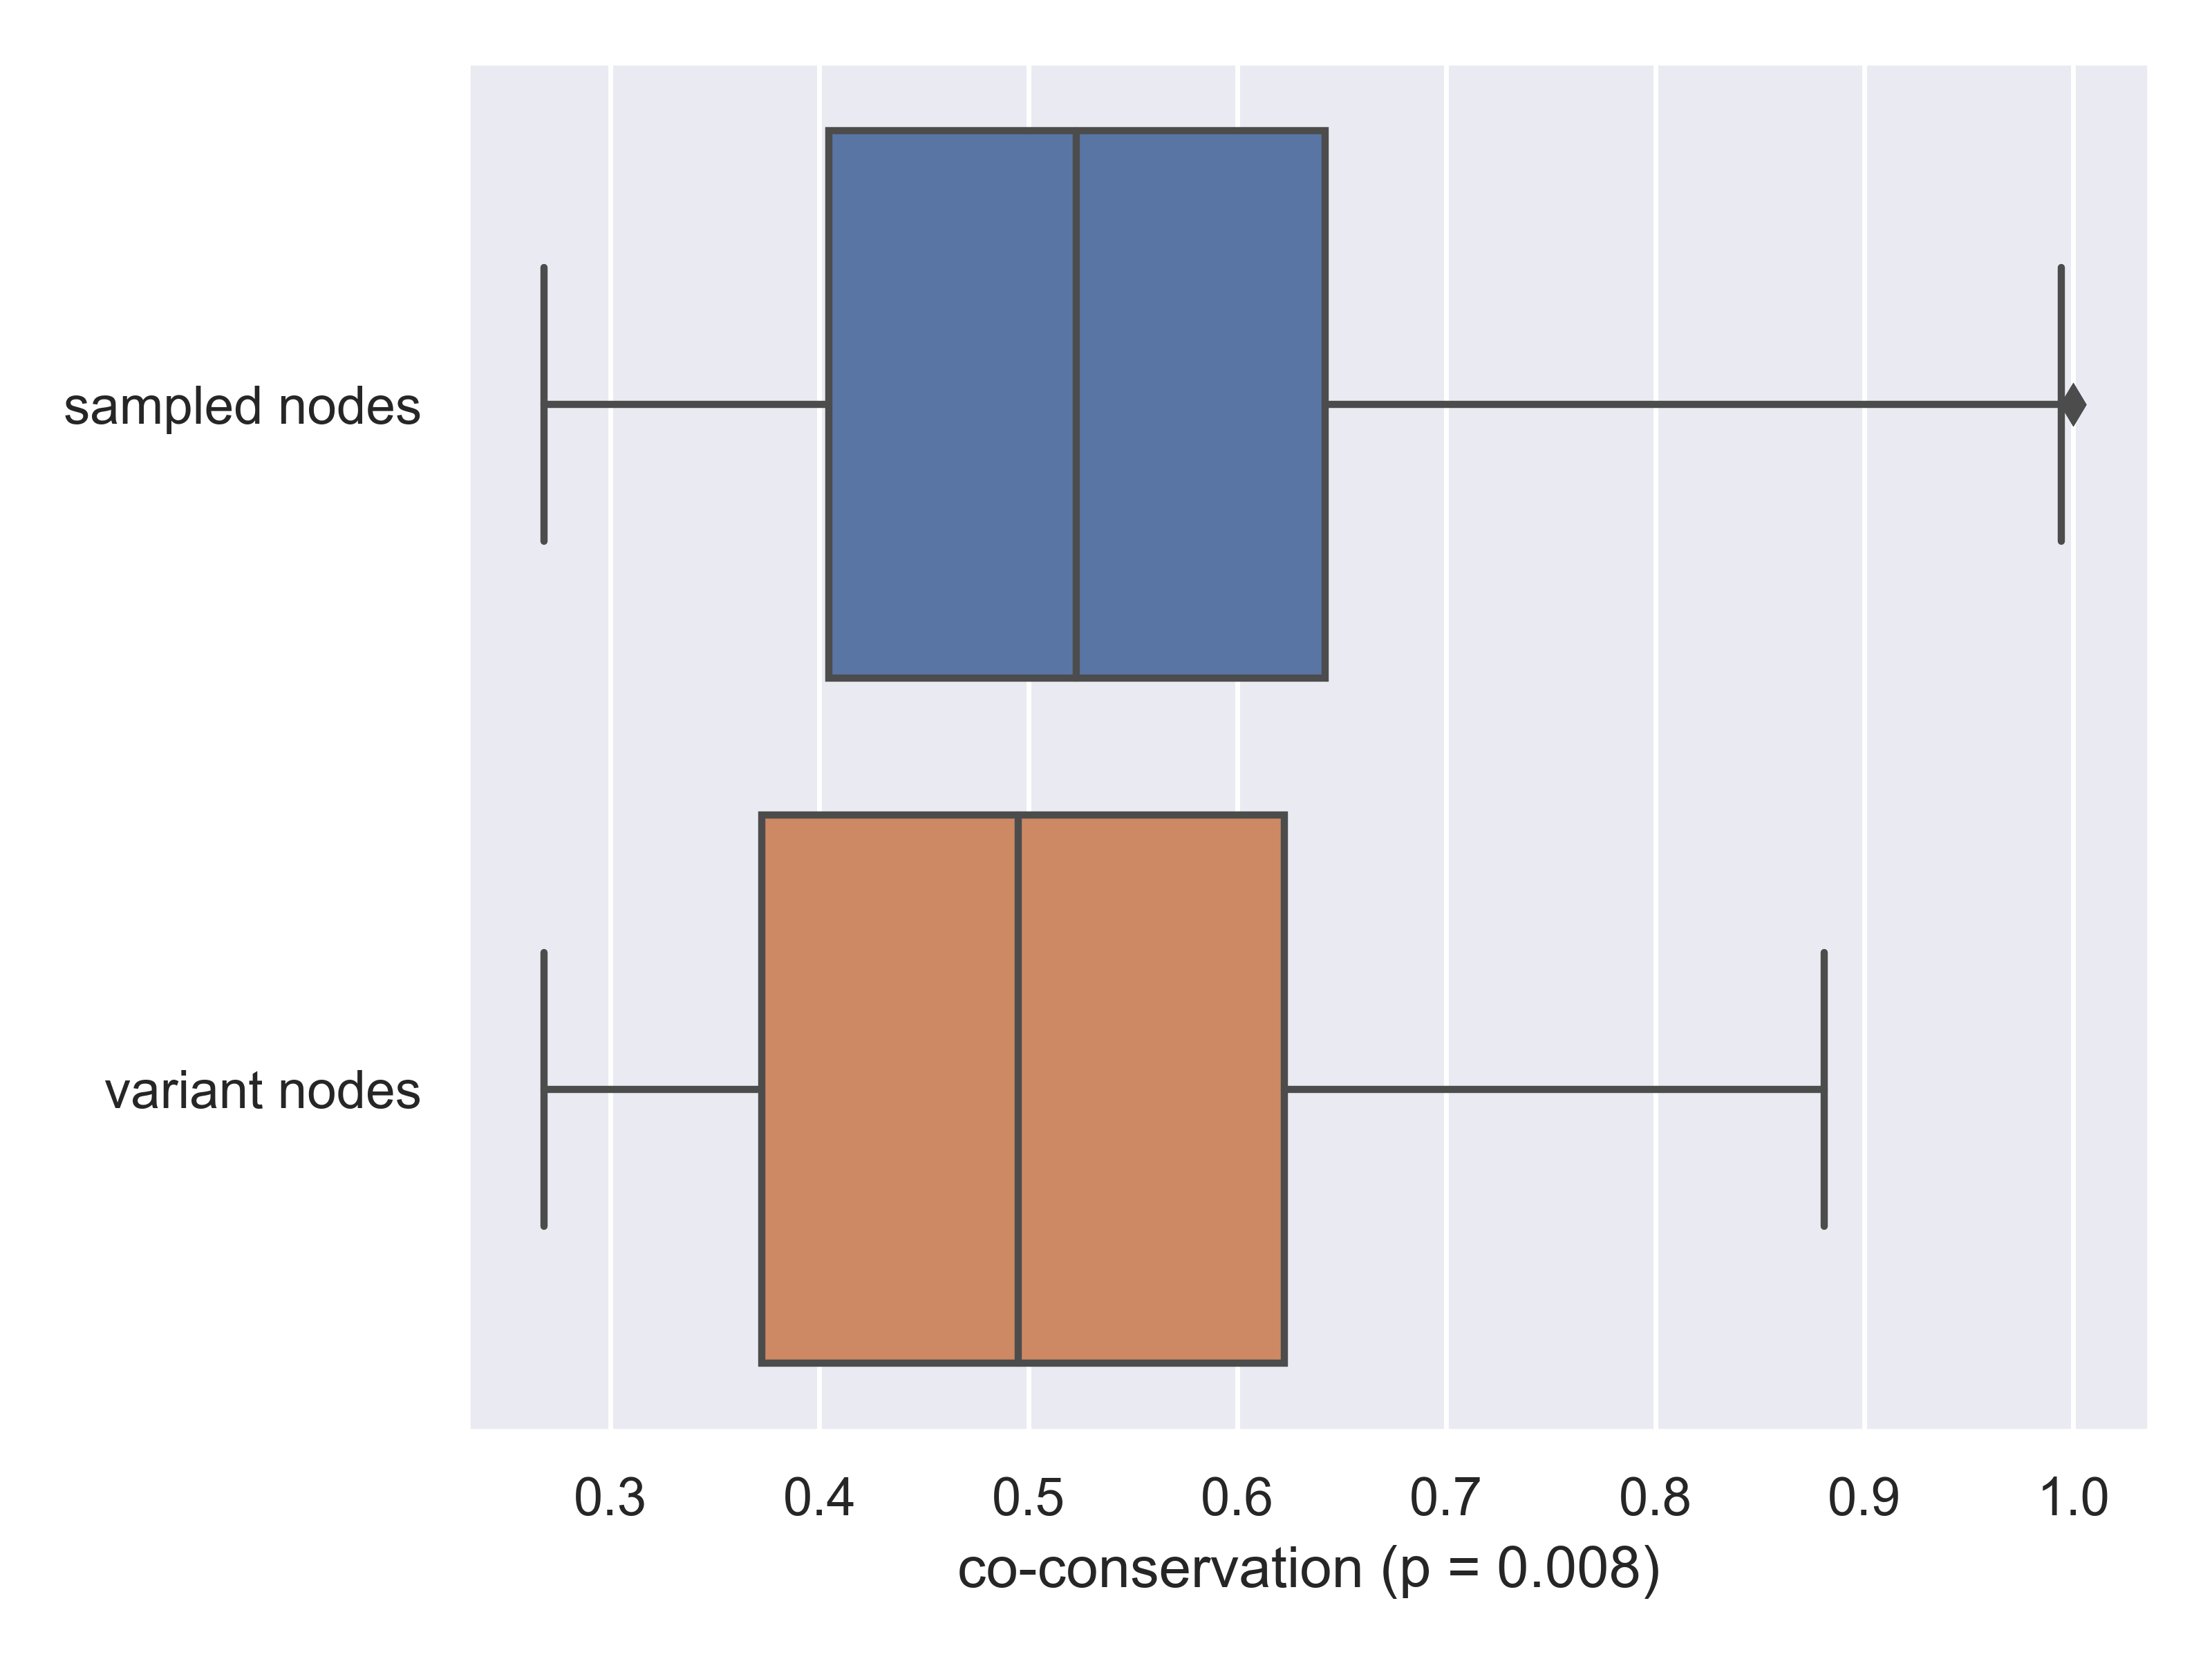 sampled nodes
variant nodes
0.3 0.4 0.5 0.6 0.7 0.8 0.9 1.0
co-conservation (p = 0.008)